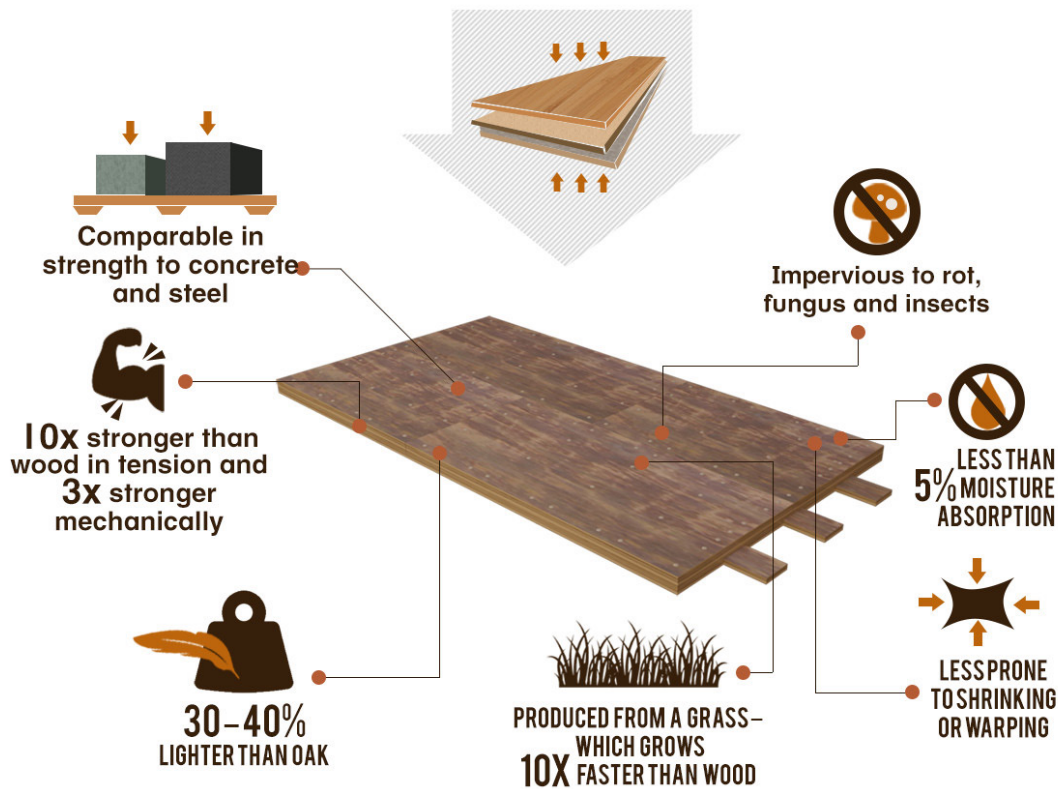 Comparable in
strength to concrete
and steel
Impervious to rot,
fungus and insects
10x stronger than
wood in tension and
3x stronger
mechanically
LESS THAN
5% MOISTURE
ABSORPTION
30–40%
LIGHTER THAN OAK
PRODUCED FROM A GRASS–
WHICH GROWS
10X FASTER THAN WOOD
LESS PRONE
TO SHRINKING
OR WARPING